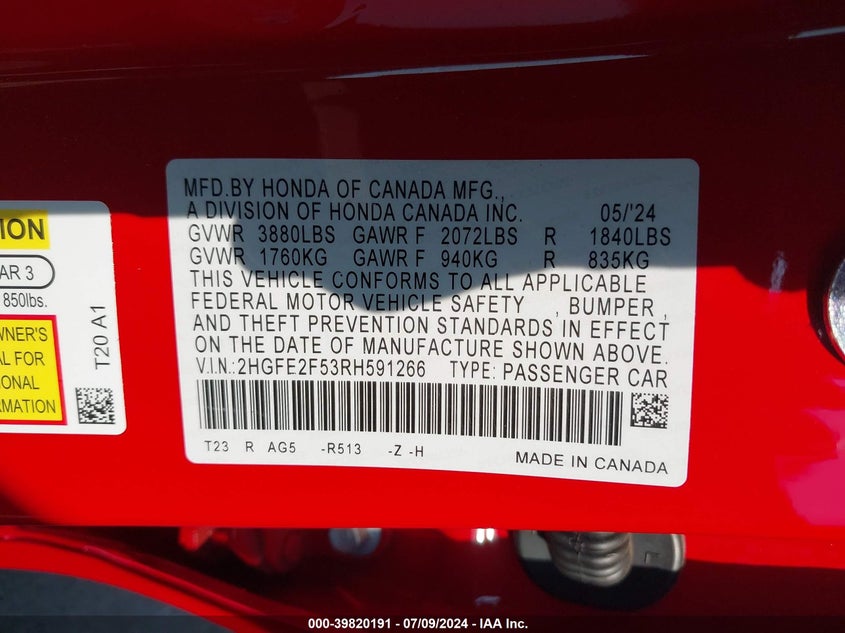 MFD.BY HONDA OF CANADA MFG.,
A DIVISION OF HONDA CANADA INC. 05/'24
GVWR 3880LBS GAWR F 2072LBS R 1840LBS
GVWR 1760KG GAWR F 940KG R 835KG
THIS VEHICLE CONFORMS TO ALL APPLICABLE
FEDERAL MOTOR VEHICLE SAFETY , BUMPER ,
AND THEFT PREVENTION STANDARDS IN EFFECT
ON THE DATE OF MANUFACTURE SHOWN ABOVE.
V.I.N.:2HGFE2F53RH591266 TYPE: PASSENGER CAR
T23 R AG5 -R513 -Z -H
MADE IN CANADA
ION
AR 3
850lbs.
WNER'S
AL FOR
IONAL
RMATION
T20 A1
000-39820191 - 07/09/2024 - IAA Inc.